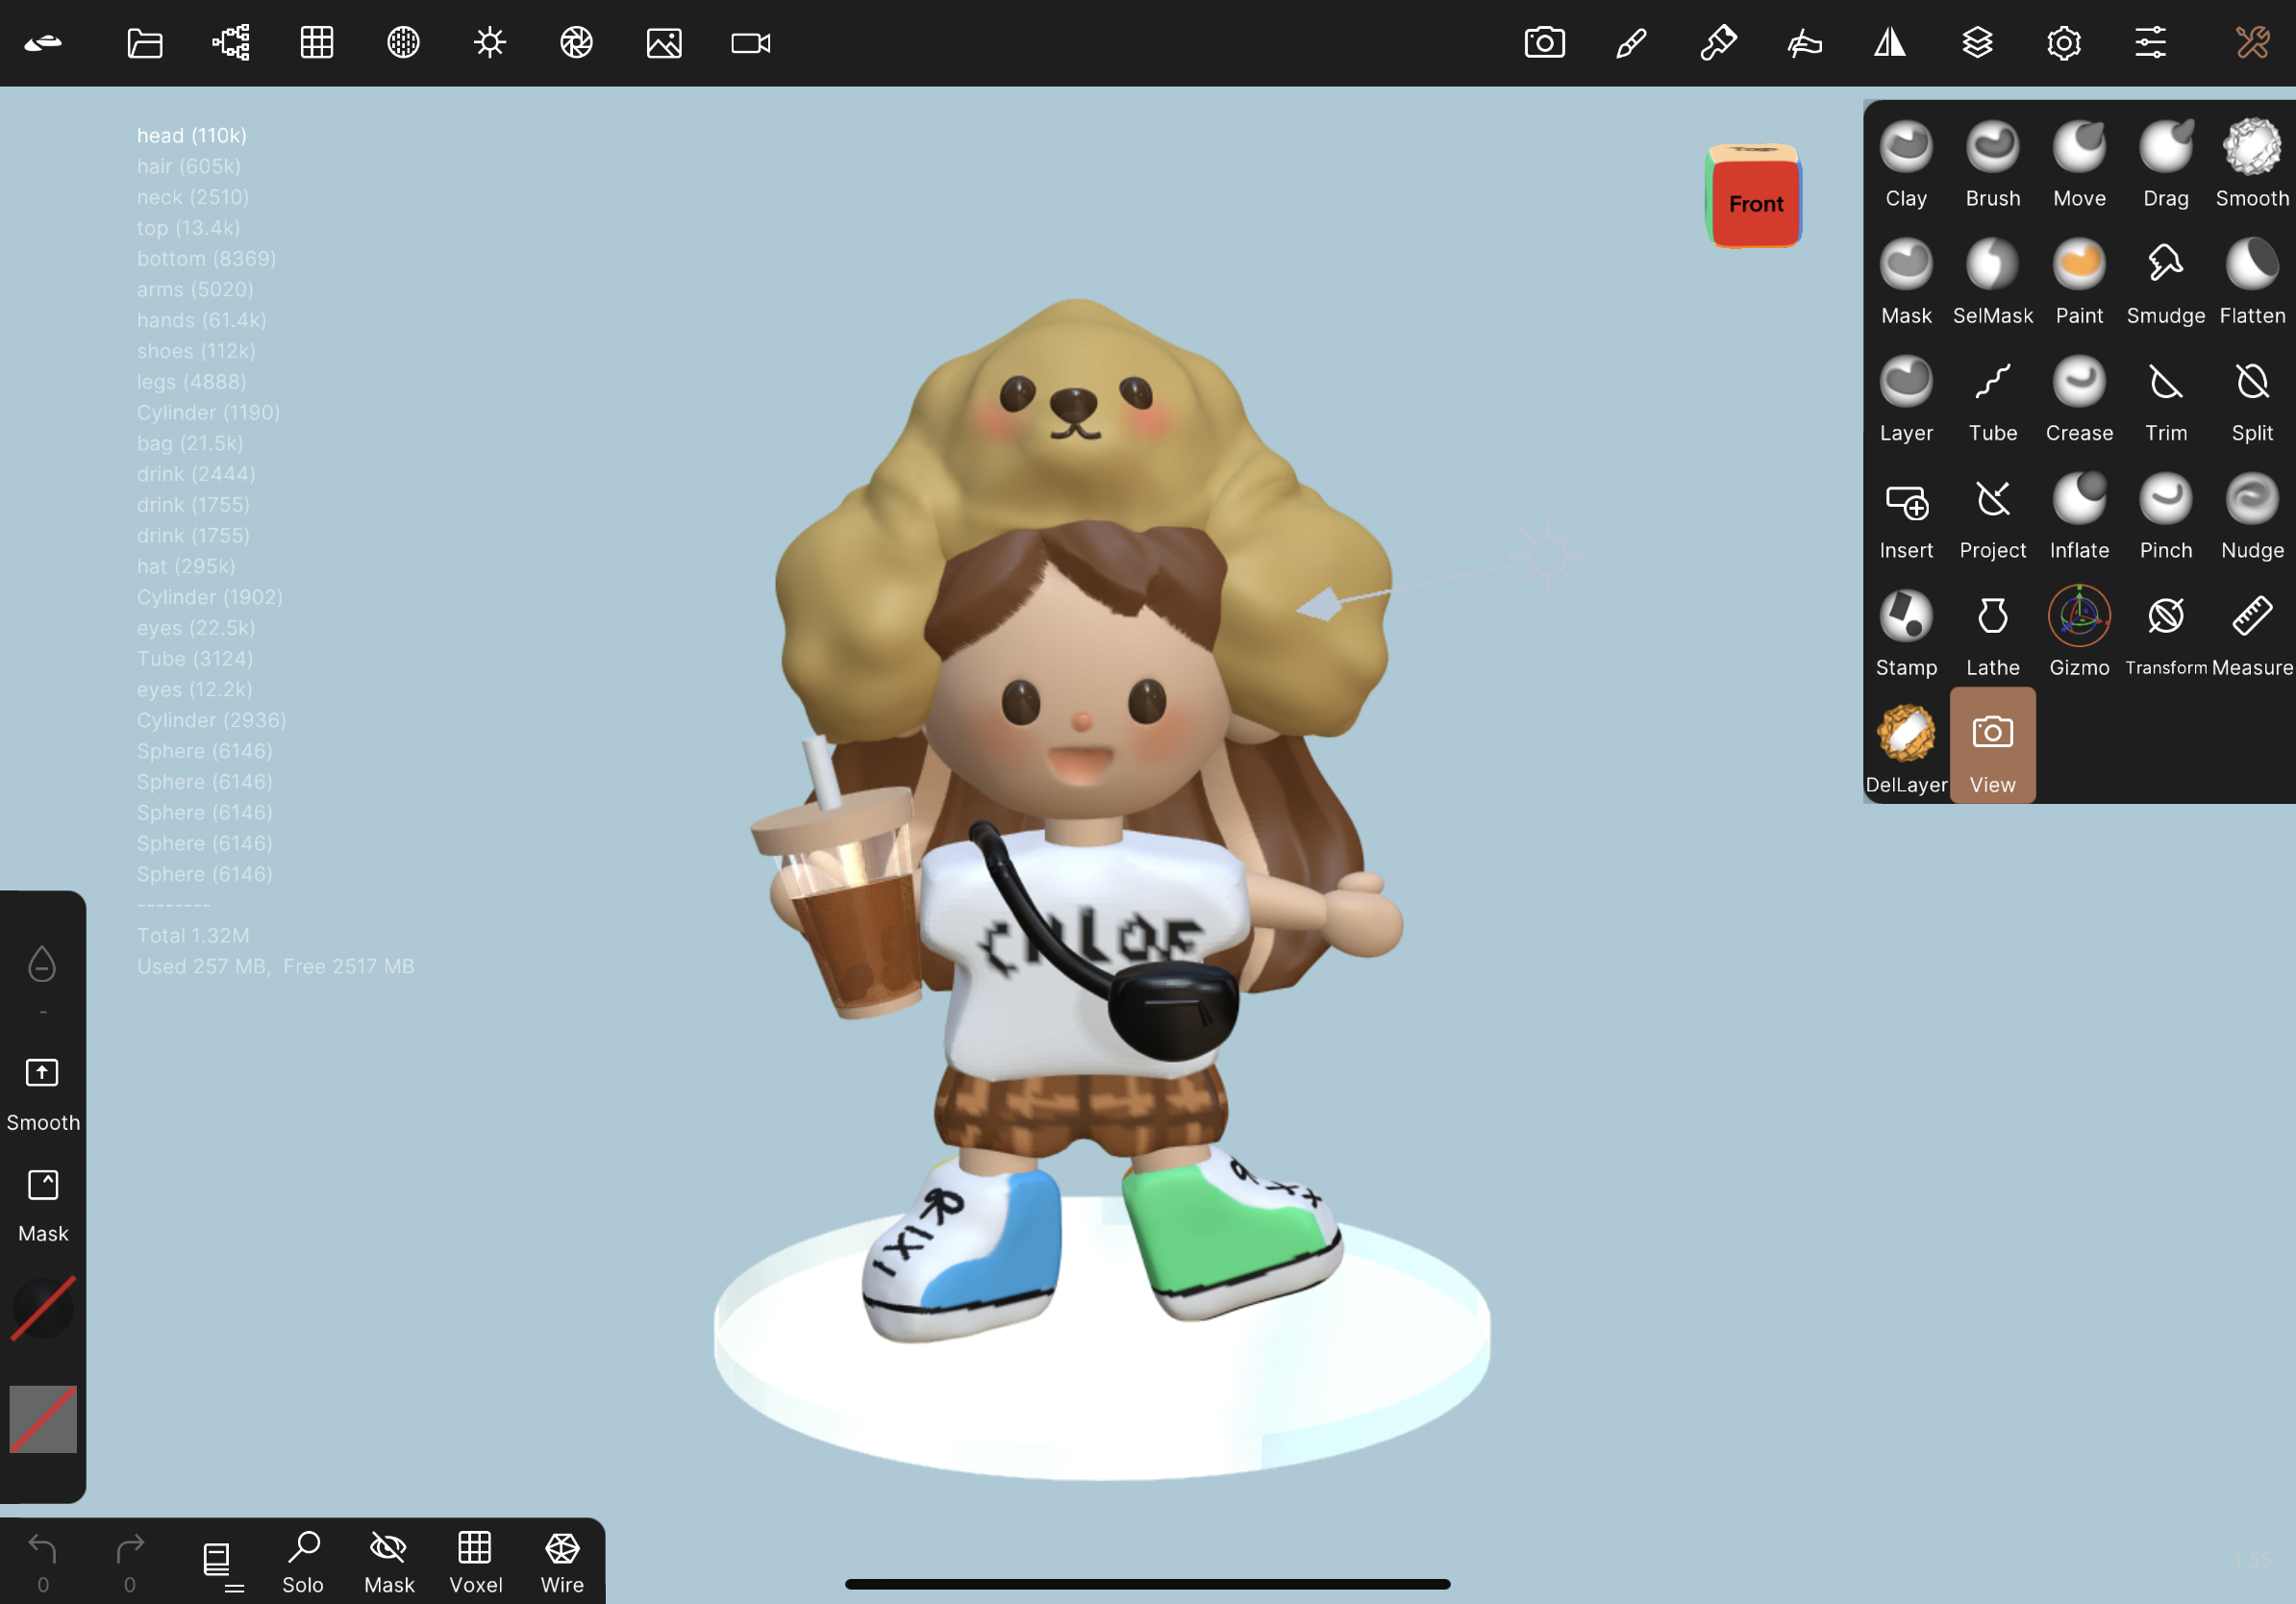 head (110k)
hair (605k)
neck (2510)
top (13.4k)
bottom (8369)
arms (5020)
hands (61.4k)
shoes (112k)
legs (4888)
Cylinder (1190)
bag (21.5k)
drink (2444)
drink (1755)
drink (1755)
hat (295k)
Cylinder (1902)
eyes (22.5k)
Tube (3124)
eyes (12.2k)
Cylinder (2936)
Sphere (6146)
Sphere (6146)
Sphere (6146)
Sphere (6146)
Sphere (6146)
--------
Total 1.32M
Used 257 MB, Free 2517 MB
Top
Front
Clay Brush Move Drag Smooth
Mask SelMask Paint Smudge Flatten
Layer Tube Crease Trim Split
Insert Project Inflate Pinch Nudge
Stamp Lathe Gizmo Transform Measure
DelLayer View
CHLOE
-
Smooth
Mask
0 0 Solo Mask Voxel Wire
1.55